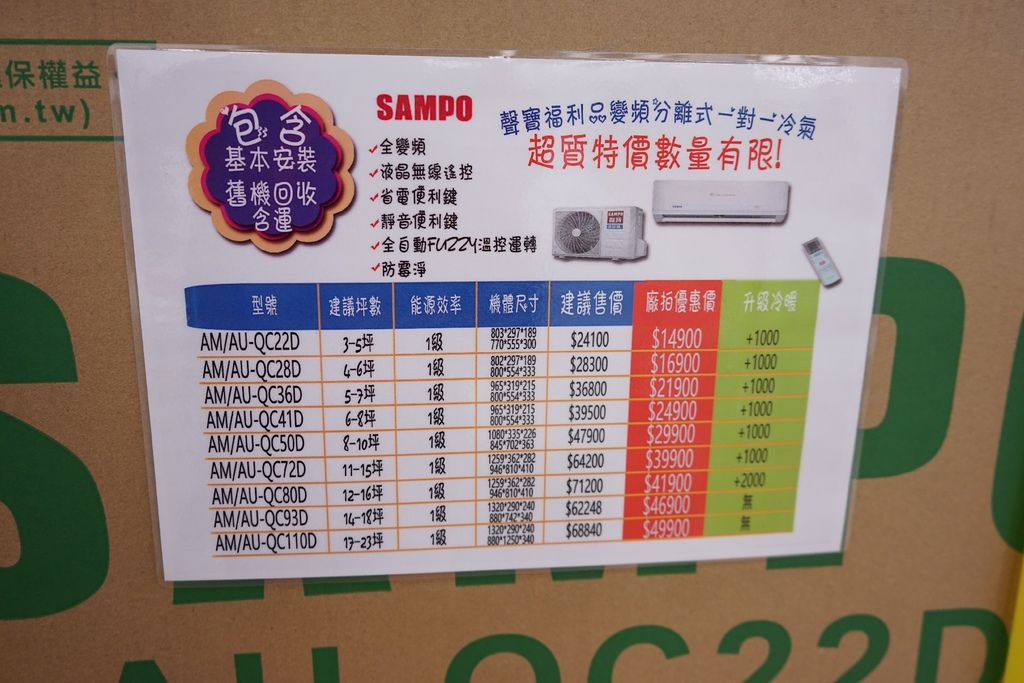 保權益
m.tw)
包含
基本安裝
舊機回收
含運
SAMPO
全變頻
液晶無線遙控
省電便利鍵
靜音便利鍵
全自動FUZZY溫控運轉
防霉淨
聲寶福利品變頻分離式一對一冷氣
超質特價數量有限!
SAMPO
型號 建議坪數 能源效率 機體尺寸 建議售價 廠拍優惠價 升級冷暖
AM/AU-QC22D 3-5坪 1級 803*297*189 770*555*300 $24100 $14900 +1000
AM/AU-QC28D 4-6坪 1級 802*297*189 800*554*333 $28300 $16900 +1000
AM/AU-QC36D 5-7坪 1級 965*319*215 800*554*333 $36800 $21900 +1000
AM/AU-QC41D 6-8坪 1級 965*319*215 800*554*333 $39500 $24900 +1000
AM/AU-QC50D 8-10坪 1級 1080*335*226 845*702*363 $47900 $29900 +1000
AM/AU-QC72D 11-15坪 1級 1259*362*282 946*810*410 $64200 $39900 +1000
AM/AU-QC80D 12-16坪 1級 1259*362*282 946*810*410 $71200 $41900 +2000
AM/AU-QC93D 14-18坪 1級 1320*290*240 880*742*340 $62248 $46900 無
AM/AU-QC110D 17-23坪 1級 1320*290*240 880*1250*340 $68840 $49900 無
AU-QC22D